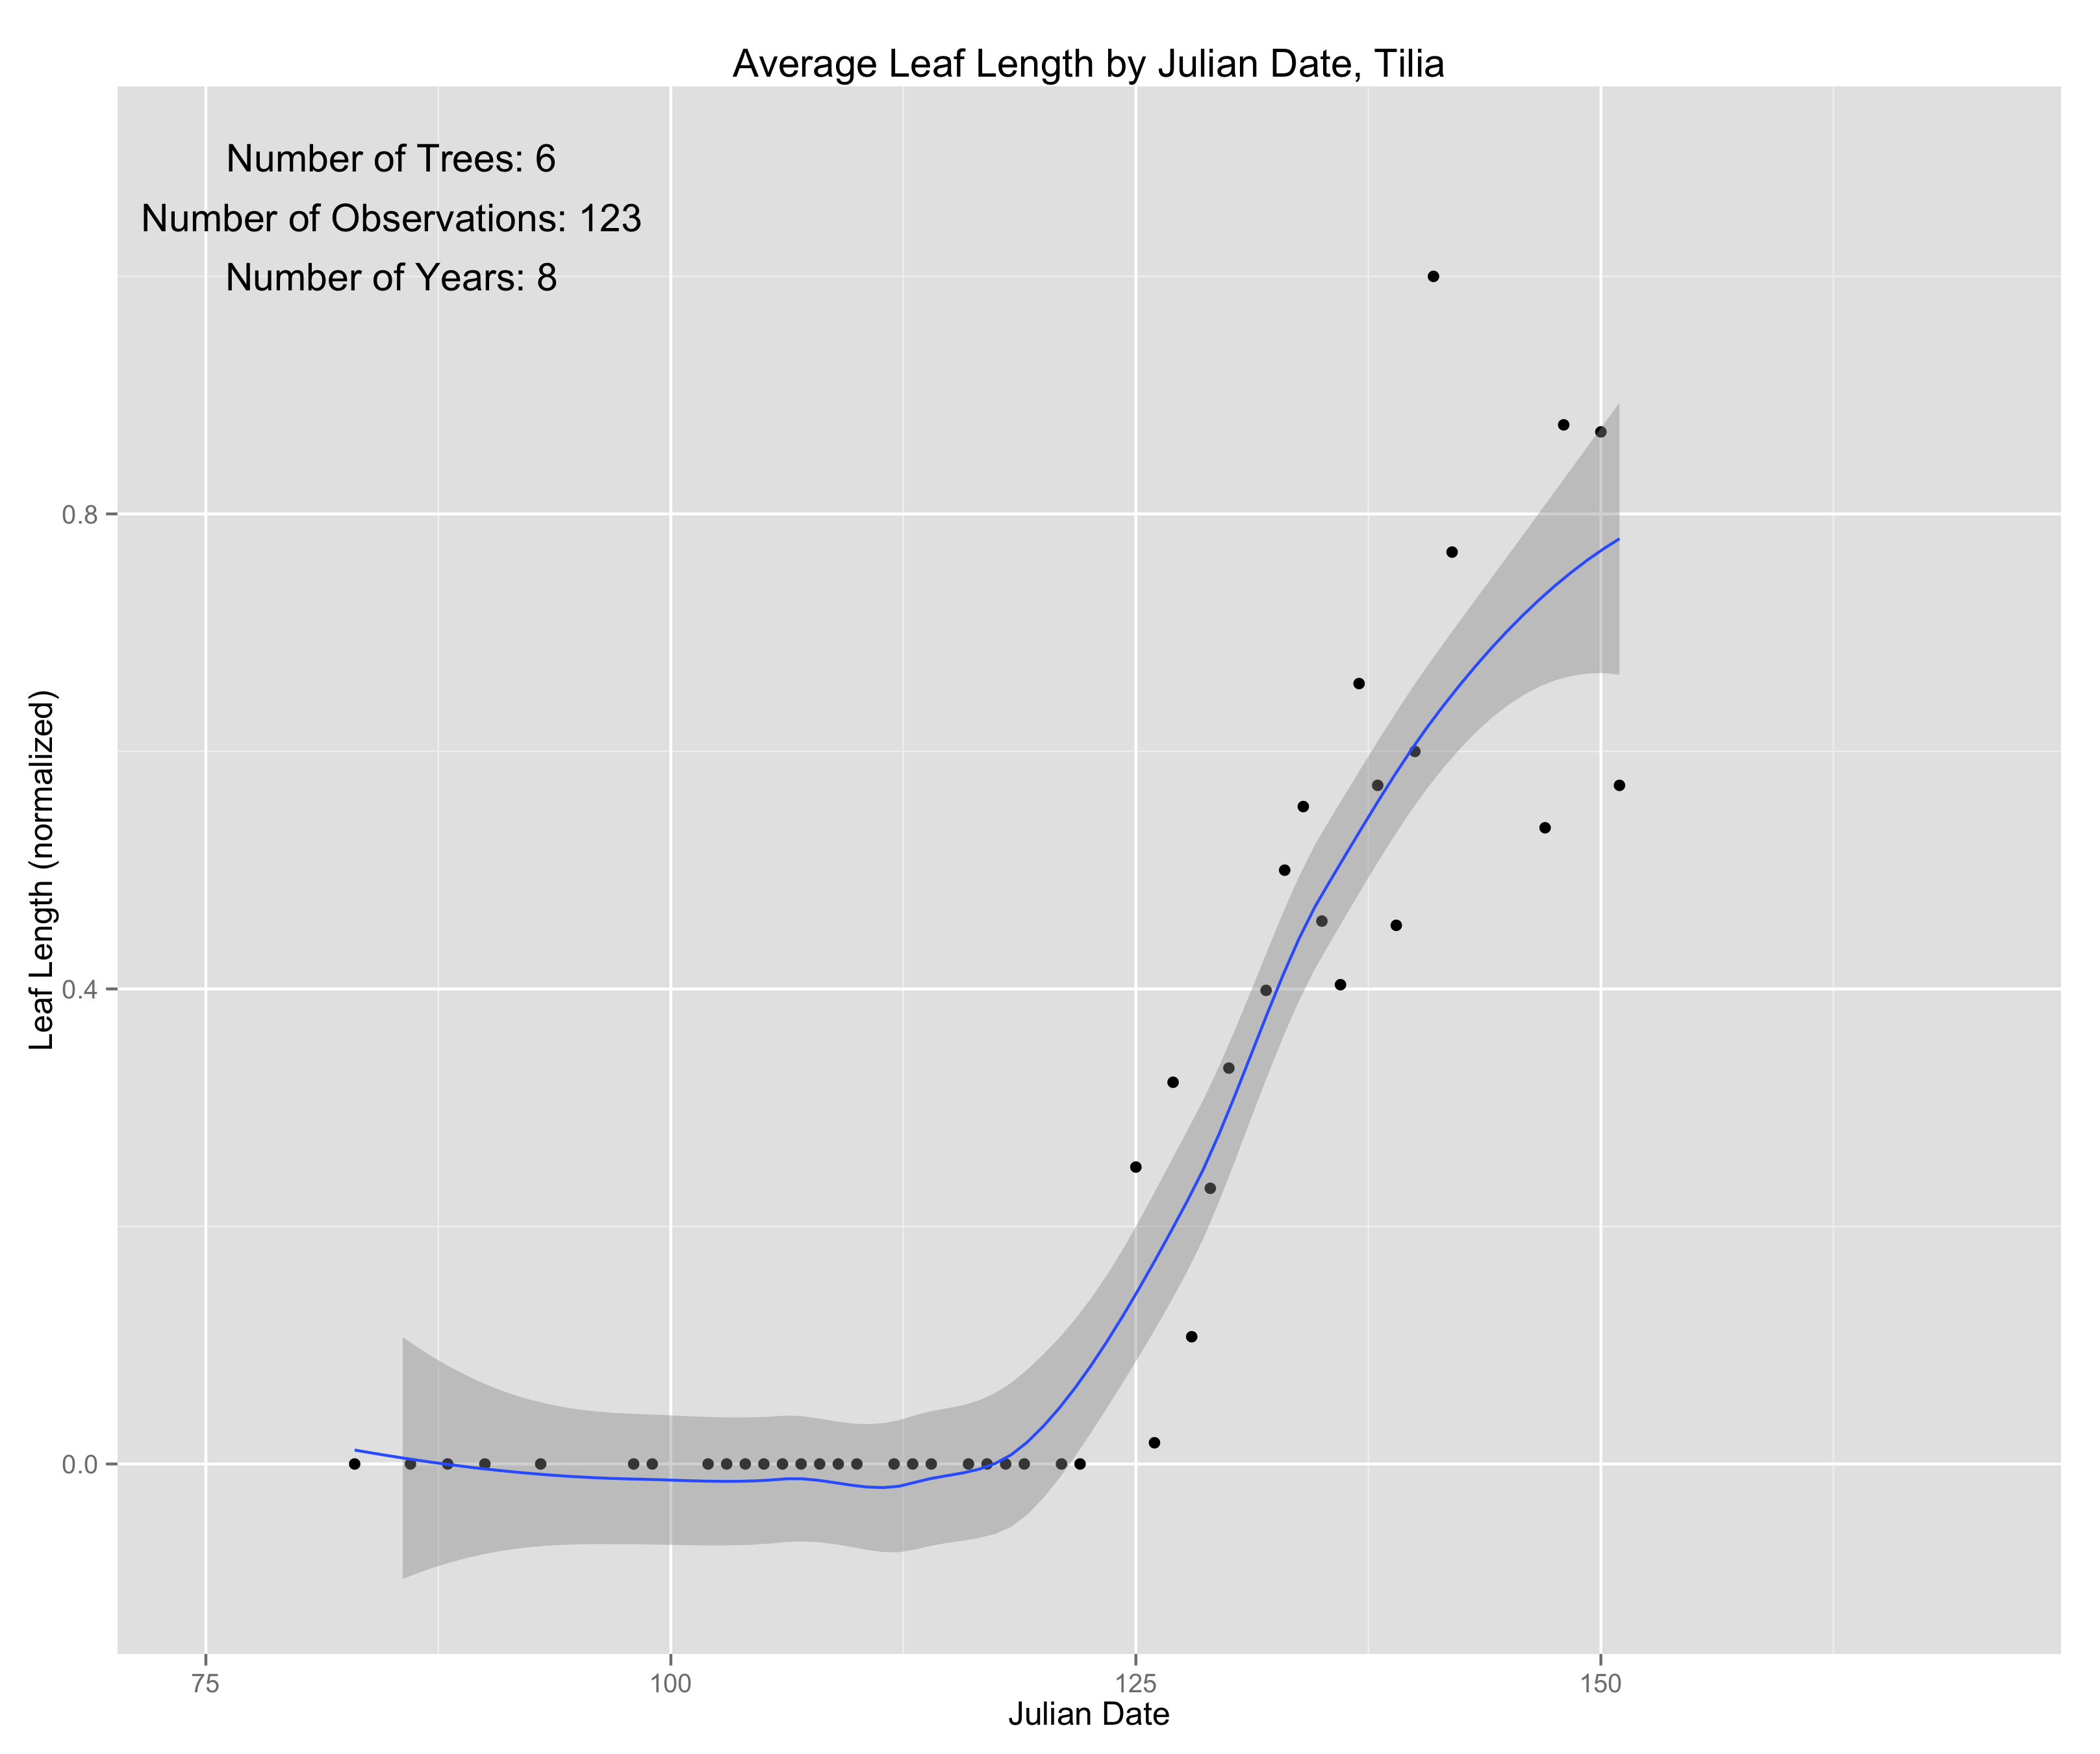 Average Leaf Length by Julian Date, Tilia
Number of Trees: 6
Number of Observations: 123
Number of Years: 8
Leaf Length (normalized)
0.8
0.4
0.0
75 100 125 150
Julian Date